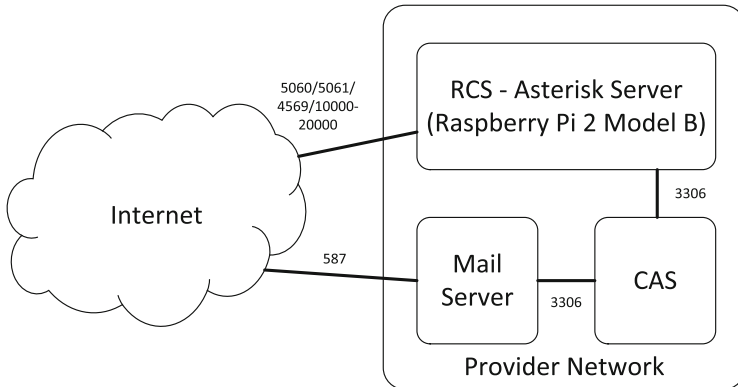 5060/5061/
4569/10000-
20000
RCS - Asterisk Server
(Raspberry Pi 2 Model B)
Internet
3306
587
Mail
Server
3306
CAS
Provider Network